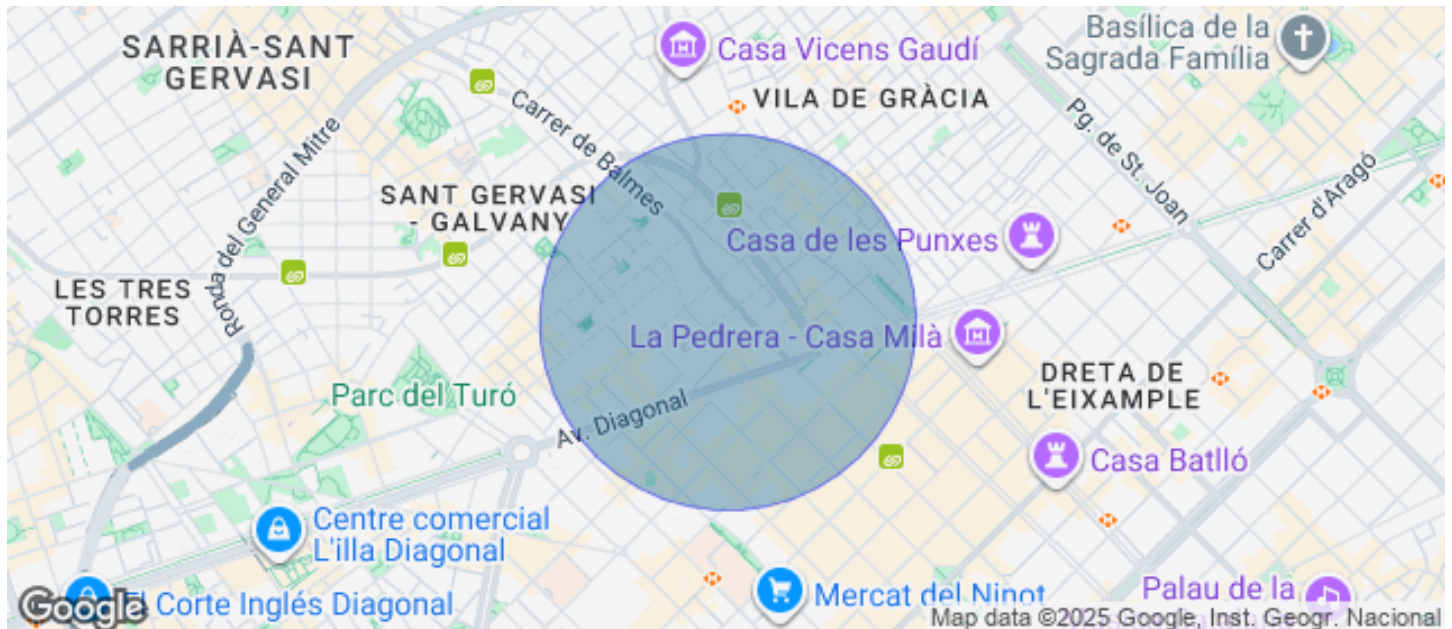 SARRIÀ-SANT
GERVASI
Casa Vicens Gaudí
Basílica de la
Sagrada Família
VILA DE GRÀCIA
Carrer de Balmes
Ronda del General Mitre
Pg. de St. Joan
Carrer d'Aragó
SANT GERVASI
- GALVANY
Casa de les Punxes
LES TRES
TORRES
La Pedrera - Casa Milà
DRETA DE
L'EIXAMPLE
Parc del Turó
Av. Diagonal
Casa Batlló
Centre comercial
L'illa Diagonal
Mercat del Ninot
Palau de la
Google
El Corte Inglés Diagonal
Map data ©2025 Google, Inst. Geogr. Nacional